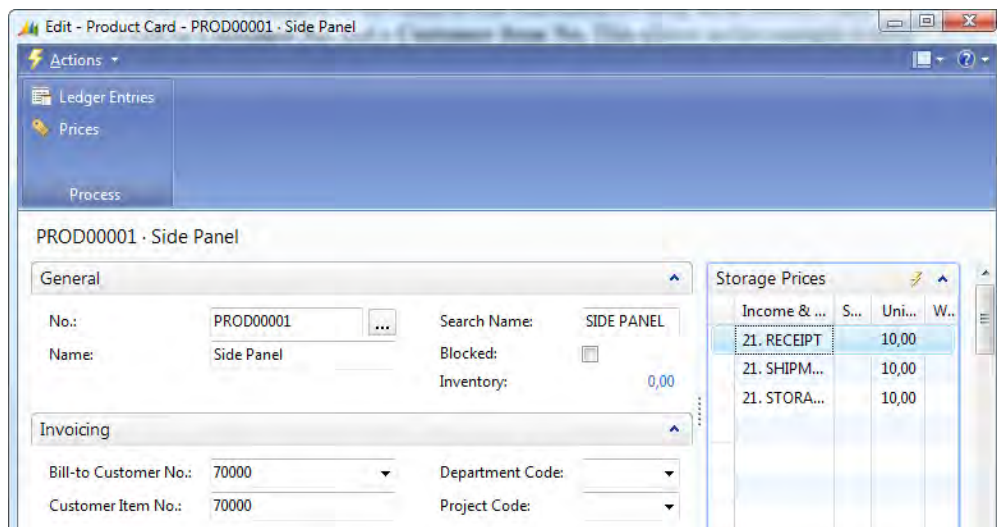 Edit - Product Card - PROD00001 · Side Panel
Actions
Ledger Entries
Prices
Process
PROD00001 · Side Panel
General
No.: PROD00001 ... Search Name: SIDE PANEL
Name: Side Panel Blocked:
Inventory: 0,00
Invoicing
Bill-to Customer No.: 70000 Department Code:
Customer Item No.: 70000 Project Code:
Storage Prices
Income & ... S... Uni... W..
21. RECEIPT 10,00
21. SHIPM... 10,00
21. STORA... 10,00